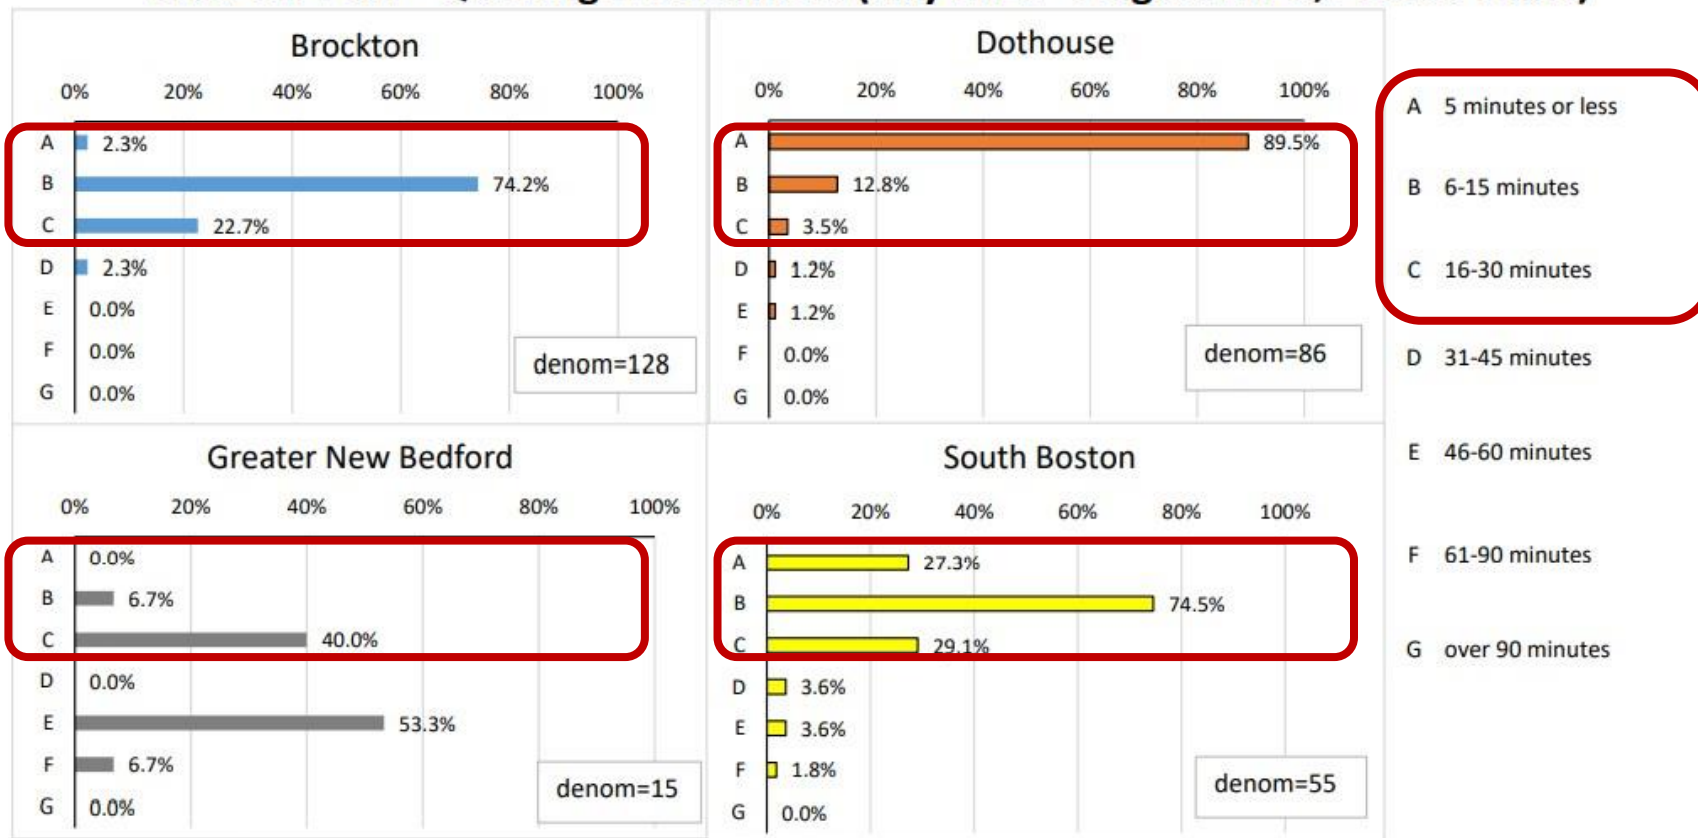 Brockton
0% 20% 40% 60% 80% 100%
A 2.3%
B 74.2%
C 22.7%
D 2.3%
E 0.0%
F 0.0%
G 0.0%
denom=128
Dothouse
0% 20% 40% 60% 80% 100%
A 89.5%
B 12.8%
C 3.5%
D 1.2%
E 1.2%
F 0.0%
G 0.0%
denom=86
Greater New Bedford
0% 20% 40% 60% 80% 100%
A 0.0%
B 6.7%
C 40.0%
D 0.0%
E 53.3%
F 6.7%
G 0.0%
denom=15
South Boston
0% 20% 40% 60% 80% 100%
A 27.3%
B 74.5%
C 29.1%
D 3.6%
E 3.6%
F 1.8%
G 0.0%
denom=55
A 5 minutes or less
B 6-15 minutes
C 16-30 minutes
D 31-45 minutes
E 46-60 minutes
F 61-90 minutes
G over 90 minutes